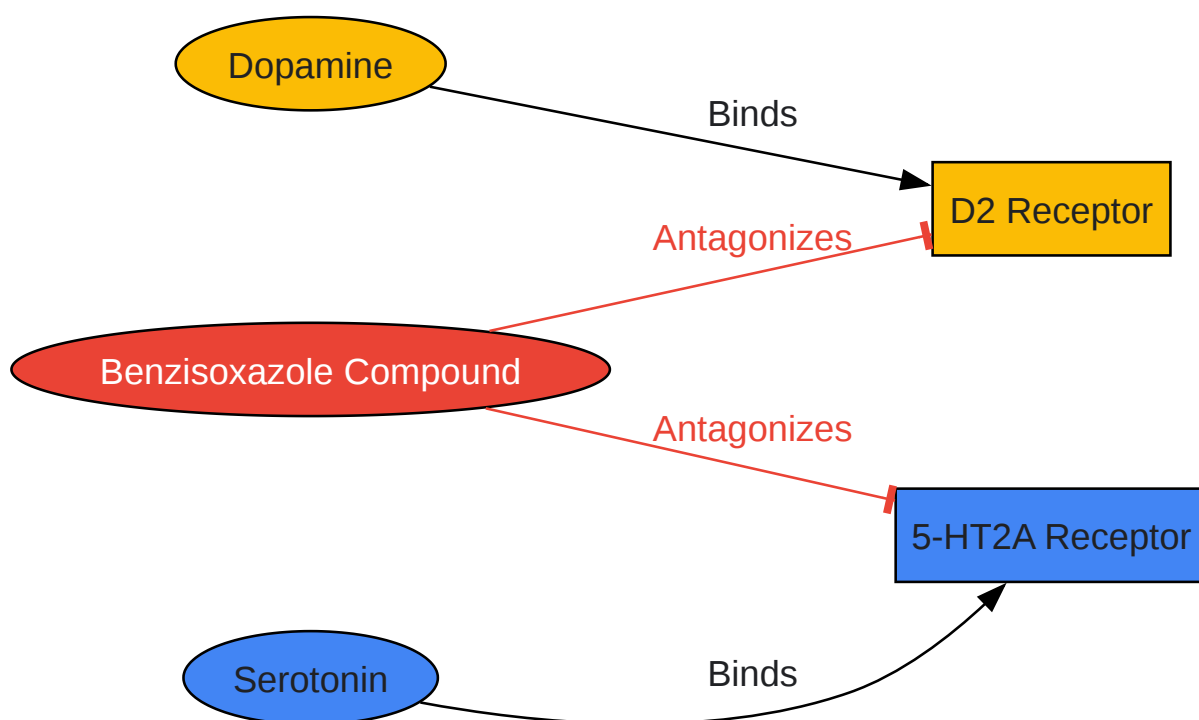 Dopamine
Binds
D2 Receptor
Antagonizes
Benzisoxazole Compound
Antagonizes
5-HT2A Receptor
Serotonin
Binds